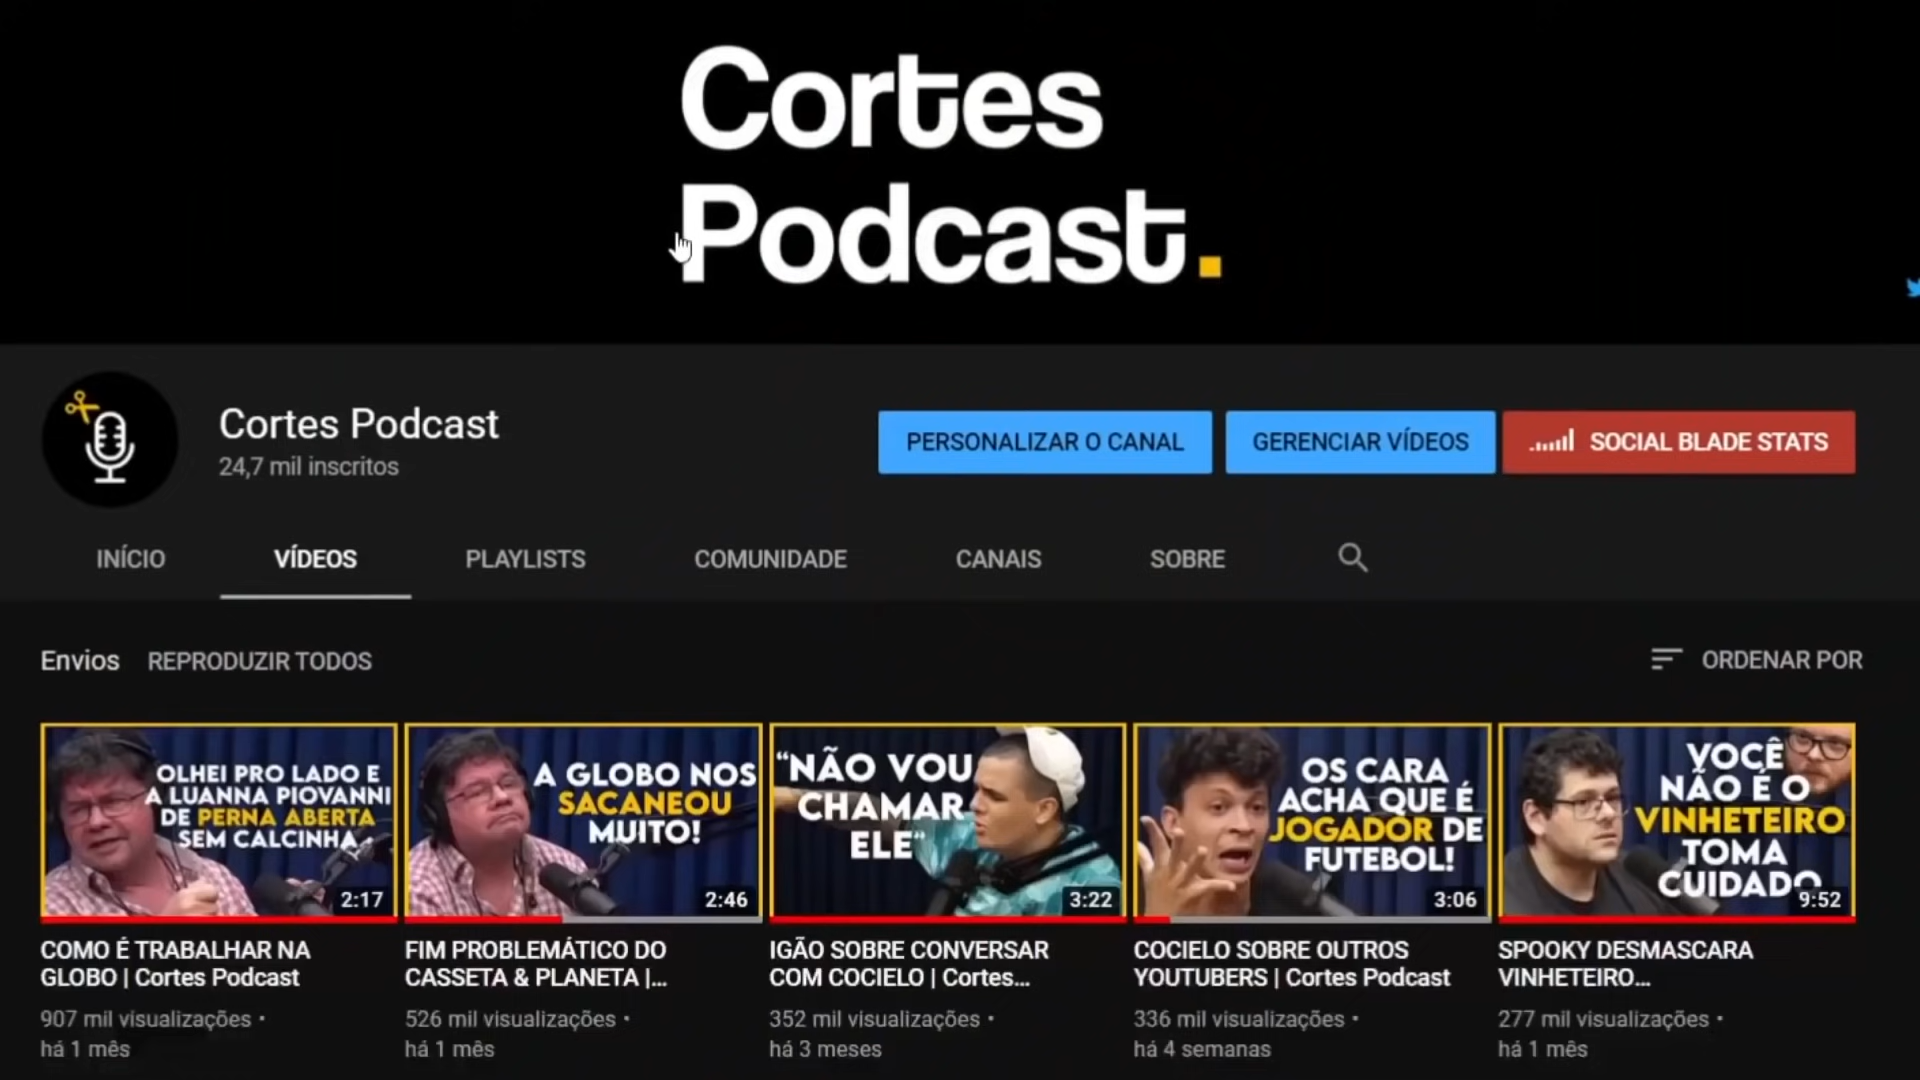 Cortes
Podcast.
Cortes Podcast
24,7 mil inscritos
PERSONALIZAR O CANAL
GERENCIAR VÍDEOS
SOCIAL BLADE STATS
INÍCIO
VÍDEOS
PLAYLISTS
COMUNIDADE
CANAIS
SOBRE
Envios
REPRODUZIR TODOS
ORDENAR POR
OLHEI PRO LADO E
A LUANNA PIOVANNI
DE PERNA ABERTA
SEM CALCINHA
2:17
COMO É TRABALHAR NA
GLOBO | Cortes Podcast
907 mil visualizações •
há 1 mês
A GLOBO NOS
SACANEOU
MUITO!
2:46
FIM PROBLEMÁTICO DO
CASSETA & PLANETA |...
526 mil visualizações •
há 1 mês
“NÃO VOU
CHAMAR
ELE“
3:22
IGÃO SOBRE CONVERSAR
COM COCIELO | Cortes...
352 mil visualizações •
há 3 meses
OS CARA
ACHA QUE É
JOGADOR DE
FUTEBOL!
3:06
COCIELO SOBRE OUTROS
YOUTUBERS | Cortes Podcast
336 mil visualizações •
há 4 semanas
VOCÊ
NÃO É O
VINHETEIRO
TOMA
CUIDADO
9:52
SPOOKY DESMASCARA
VINHETEIRO...
277 mil visualizações •
há 1 mês